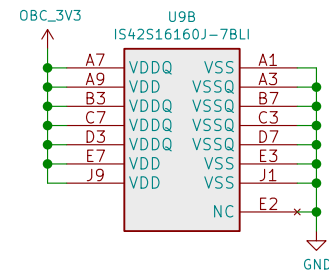 OBC_3V3
U9B
IS42S16160J-7BLI
A7 VDDQ VSS A1
A9 VDD VSSQ A3
B3 VDDQ VSSQ B7
C7 VDDQ VSSQ C3
D3 VDDQ VSSQ D7
E7 VDD VSS E3
J9 VDD VSS J1
NC E2
GND